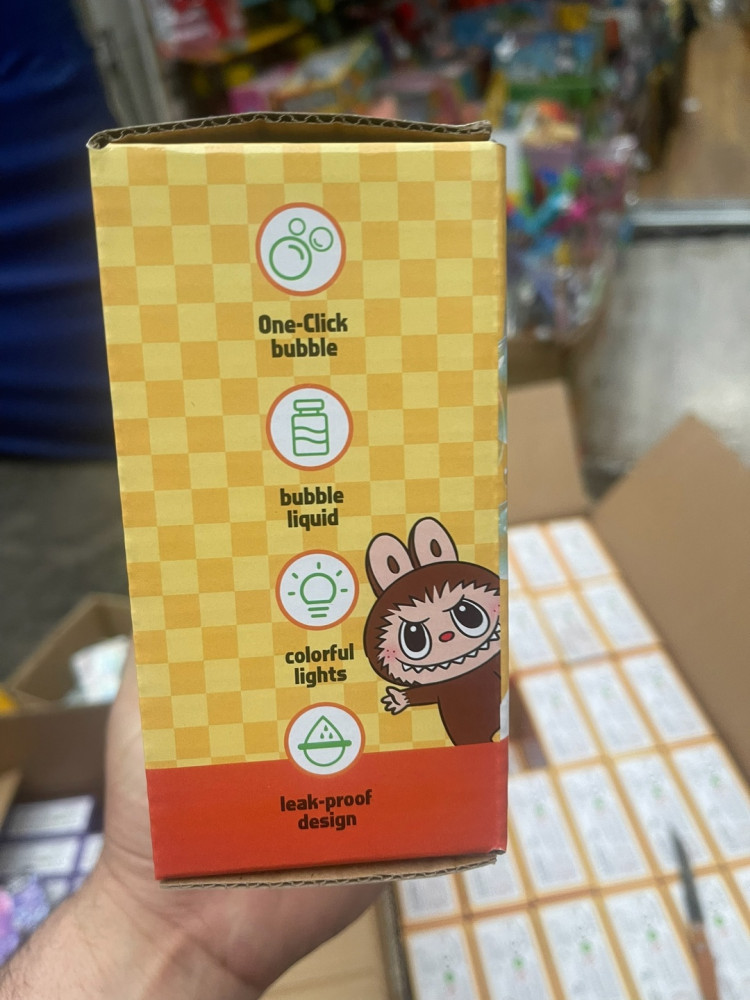 One-Click
bubble
bubble
liquid
colorful
lights
leak-proof
design